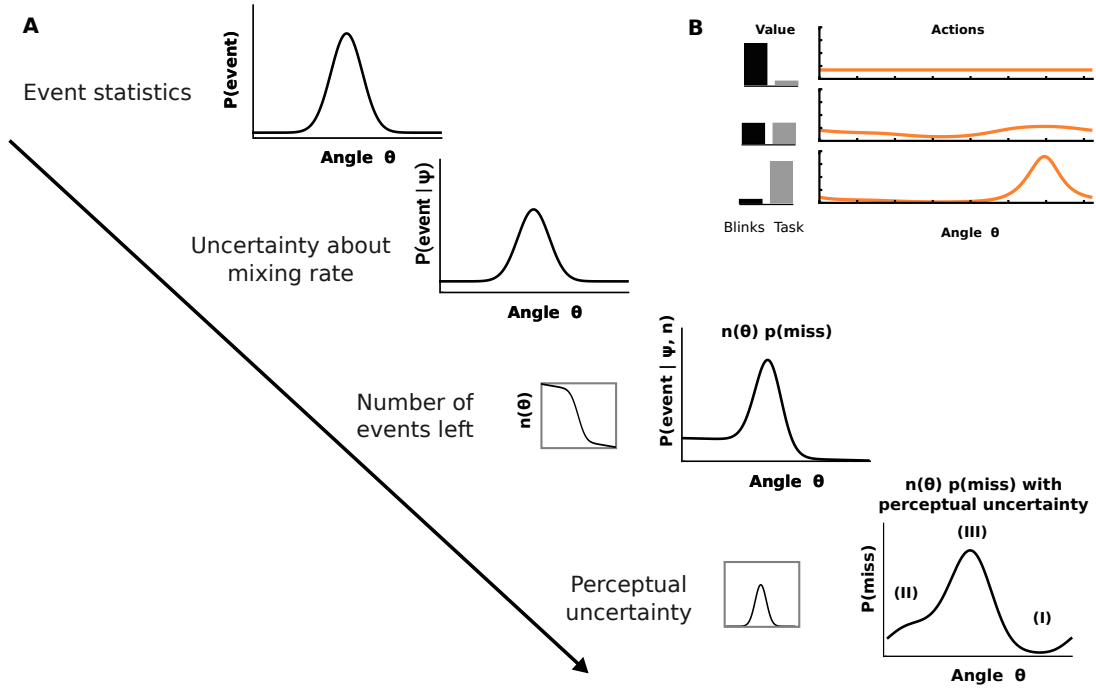 A
Event statistics
P(event)
Angle θ
Uncertainty about
mixing rate
P(event | Ψ)
Angle θ
Number of
events left
n(θ)
n(θ) p(miss)
P(event | Ψ, n)
Angle θ
Perceptual
uncertainty
n(θ) p(miss) with
perceptual uncertainty
P(miss)
(III)
(II)
(I)
Angle θ
B
Value
Actions
Blinks Task
Angle θ